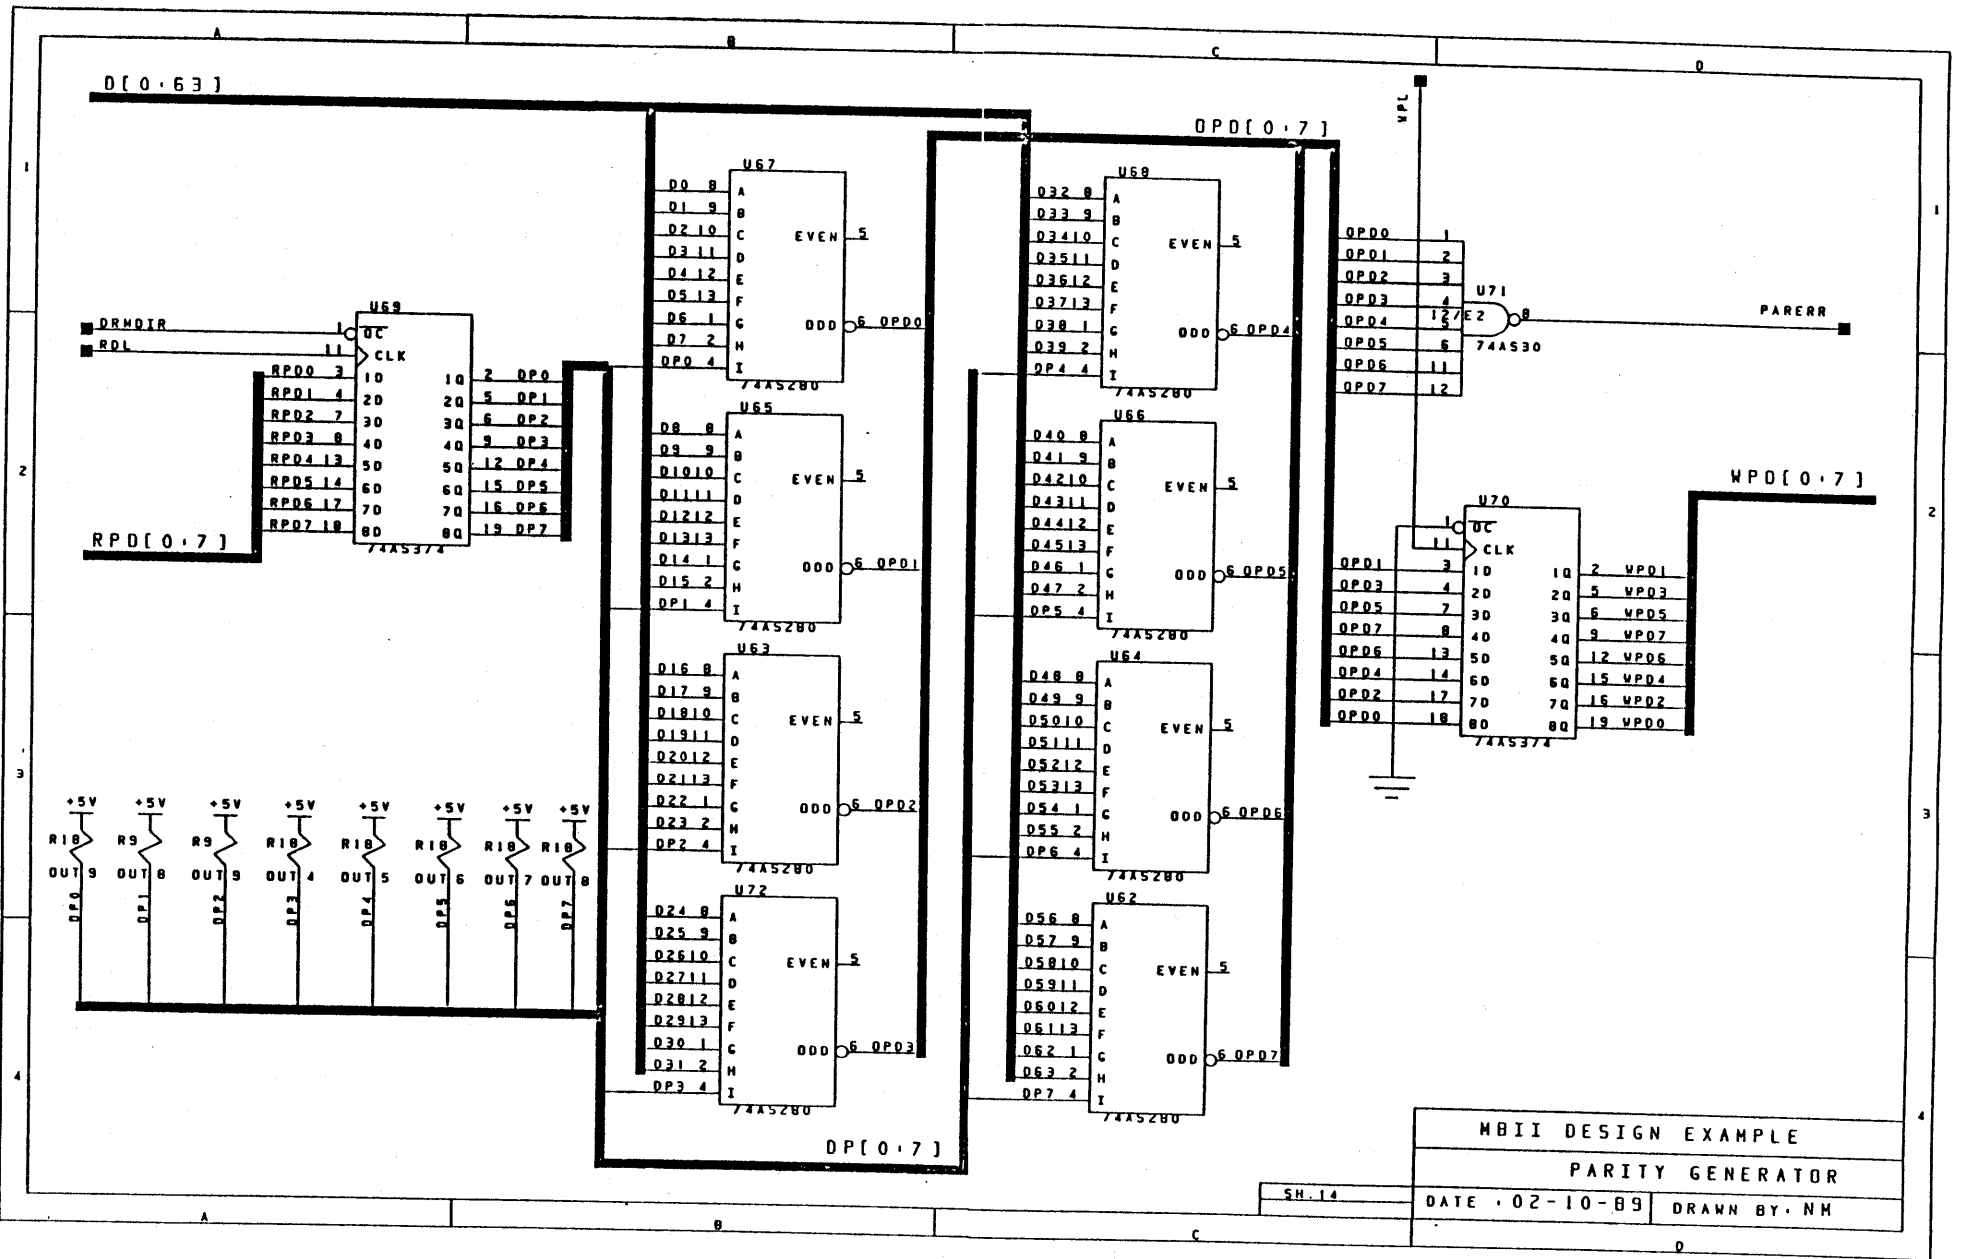 A
B
C
D
D[0:63]
OPD[0:7]
WPL
1
1
U67
D0 8 A
D1 9 B
D2 10 C
D3 11 D
D4 12 E
D5 13 F
D6 1 G
D7 2 H
DP0 4 I
EVEN 5
ODD 6 OPD0
74AS280
U68
D32 8 A
D33 9 B
D34 10 C
D35 11 D
D36 12 E
D37 13 F
D38 1 G
D39 2 H
DP4 4 I
EVEN 5
ODD 6 OPD4
74AS280
OPD0 1
OPD1 2
OPD2 3
OPD3 4
OPD4 5
OPD5 6
OPD6 11
OPD7 12
U71
12/E2
8
74AS30
PARERR
U69
DRMDIR 1 OC
RDL 11 CLK
RPD0 3 1D 1Q 2 DP0
RPD1 4 2D 2Q 5 DP1
RPD2 7 3D 3Q 6 DP2
RPD3 8 4D 4Q 9 DP3
RPD4 13 5D 5Q 12 DP4
RPD5 14 6D 6Q 15 DP5
RPD6 17 7D 7Q 16 DP6
RPD7 18 8D 8Q 19 DP7
74AS374
RPD[0:7]
2
2
U65
D8 8 A
D9 9 B
D10 10 C
D11 11 D
D12 12 E
D13 13 F
D14 1 G
D15 2 H
DP1 4 I
EVEN 5
ODD 6 OPD1
74AS280
U66
D40 8 A
D41 9 B
D42 10 C
D43 11 D
D44 12 E
D45 13 F
D46 1 G
D47 2 H
DP5 4 I
EVEN 5
ODD 6 OPD5
74AS280
WPD[0:7]
U70
1 OC
11 CLK
OPD1 3 1D 1Q 2 WPD1
OPD3 4 2D 2Q 5 WPD3
OPD5 7 3D 3Q 6 WPD5
OPD7 8 4D 4Q 9 WPD7
OPD6 13 5D 5Q 12 WPD6
OPD4 14 6D 6Q 15 WPD4
OPD2 17 7D 7Q 16 WPD2
OPD0 18 8D 8Q 19 WPD0
74AS374
U63
D16 8 A
D17 9 B
D18 10 C
D19 11 D
D20 12 E
D21 13 F
D22 1 G
D23 2 H
DP2 4 I
EVEN 5
ODD 6 OPD2
74AS280
U64
D48 8 A
D49 9 B
D50 10 C
D51 11 D
D52 12 E
D53 13 F
D54 1 G
D55 2 H
DP6 4 I
EVEN 5
ODD 6 OPD6
74AS280
3
3
+5V +5V +5V +5V +5V +5V +5V +5V
R18 R9 R9 R18 R18 R18 R18 R18
OUT 9 OUT 8 OUT 9 OUT 4 OUT 5 OUT 6 OUT 7 OUT 8
DP0 DP1 DP2 DP3 DP4 DP5 DP6 DP7
U72
D24 8 A
D25 9 B
D26 10 C
D27 11 D
D28 12 E
D29 13 F
D30 1 G
D31 2 H
DP3 4 I
EVEN 5
ODD 6 OPD3
74AS280
U62
D56 8 A
D57 9 B
D58 10 C
D59 11 D
D60 12 E
D61 13 F
D62 1 G
D63 2 H
DP7 4 I
EVEN 5
ODD 6 OPD7
74AS280
4
4
DP[0:7]
MBII DESIGN EXAMPLE
PARITY GENERATOR
SH.14
DATE : 02-10-89
DRAWN BY: NM
A
B
C
D